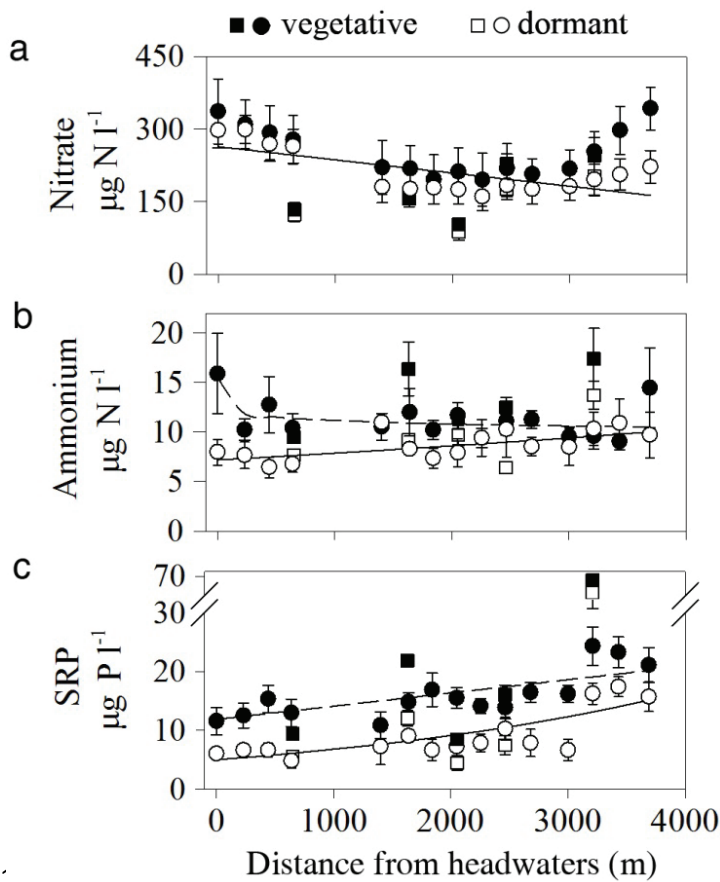 ■ ● vegetative □ ○ dormant
a
Nitrate
µg N l⁻¹
450
300
150
0
b
Ammonium
µg N l⁻¹
20
15
10
5
0
c
SRP
µg P l⁻¹
70
30
20
10
0
0 1000 2000 3000 4000
Distance from headwaters (m)